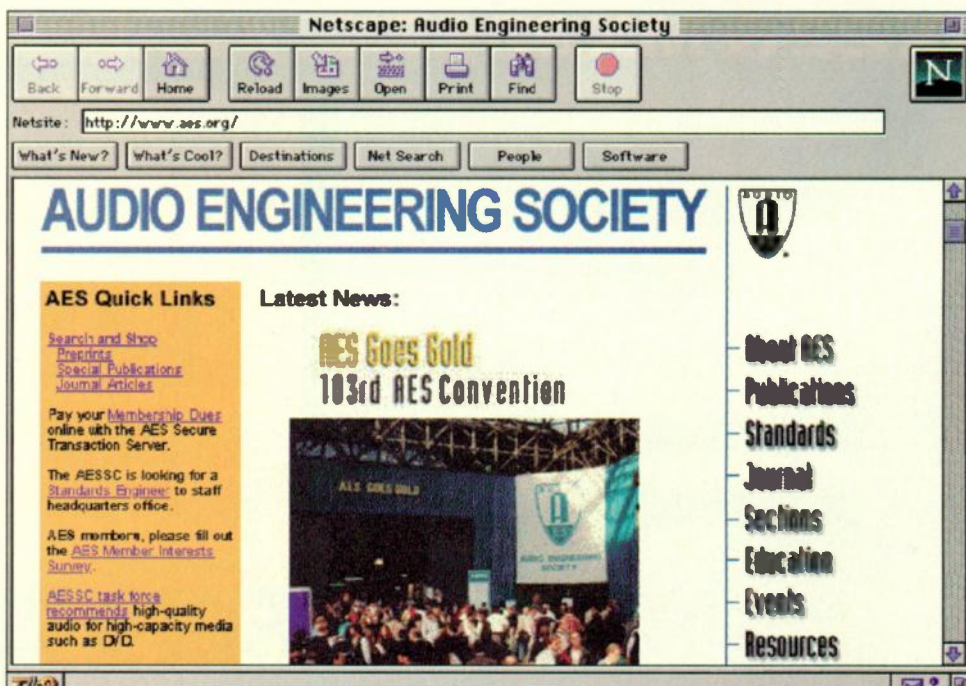 Netscape: Audio Engineering Society
Back Forward Home Reload Images Open Print Find Stop
N
Netsite: http://www.aes.org/
What's New? What's Cool? Destinations Net Search People Software
AUDIO ENGINEERING SOCIETY
AUDIO
A
AES Quick Links
Search and Shop
Preprints
Special Publications
Journal Articles
Pay your Membership Dues
online with the AES Secure
Transaction Server.
The AESSC is looking for a
Standards Engineer to staff
headquarters office.
AES members, please fill out
the AES Member Interests
Survey.
AESSC task force
recommends high-quality
audio for high-capacity media
such as DVD.
Latest News:
AES Goes Gold
103rd AES Convention
AES GOES GOLD
A
AUDIO ENGINEERING
SOCIETY
About AES
Publications
Standards
Journal
Sections
Education
Events
Resources